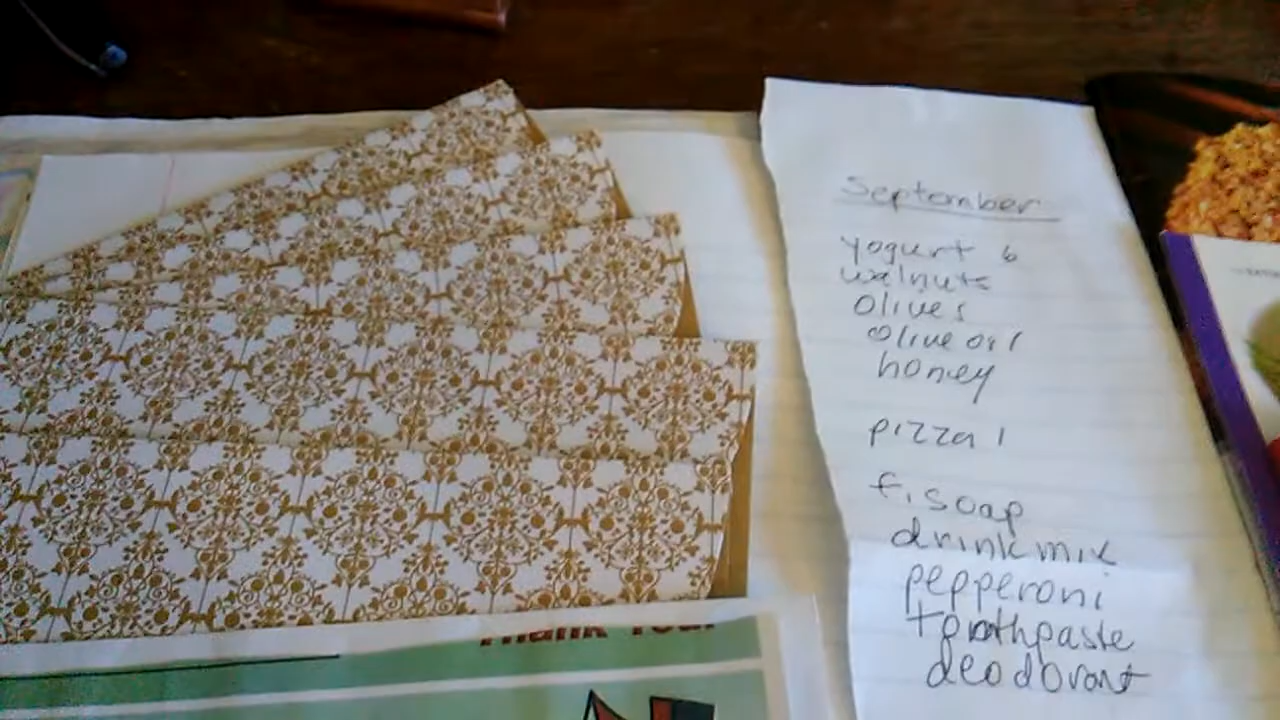 September
yogurt 6
walnuts
olives
olive oil
honey
pizza 1
f. soap
drink mix
pepperoni
toothpaste
deodorant
Thank You!